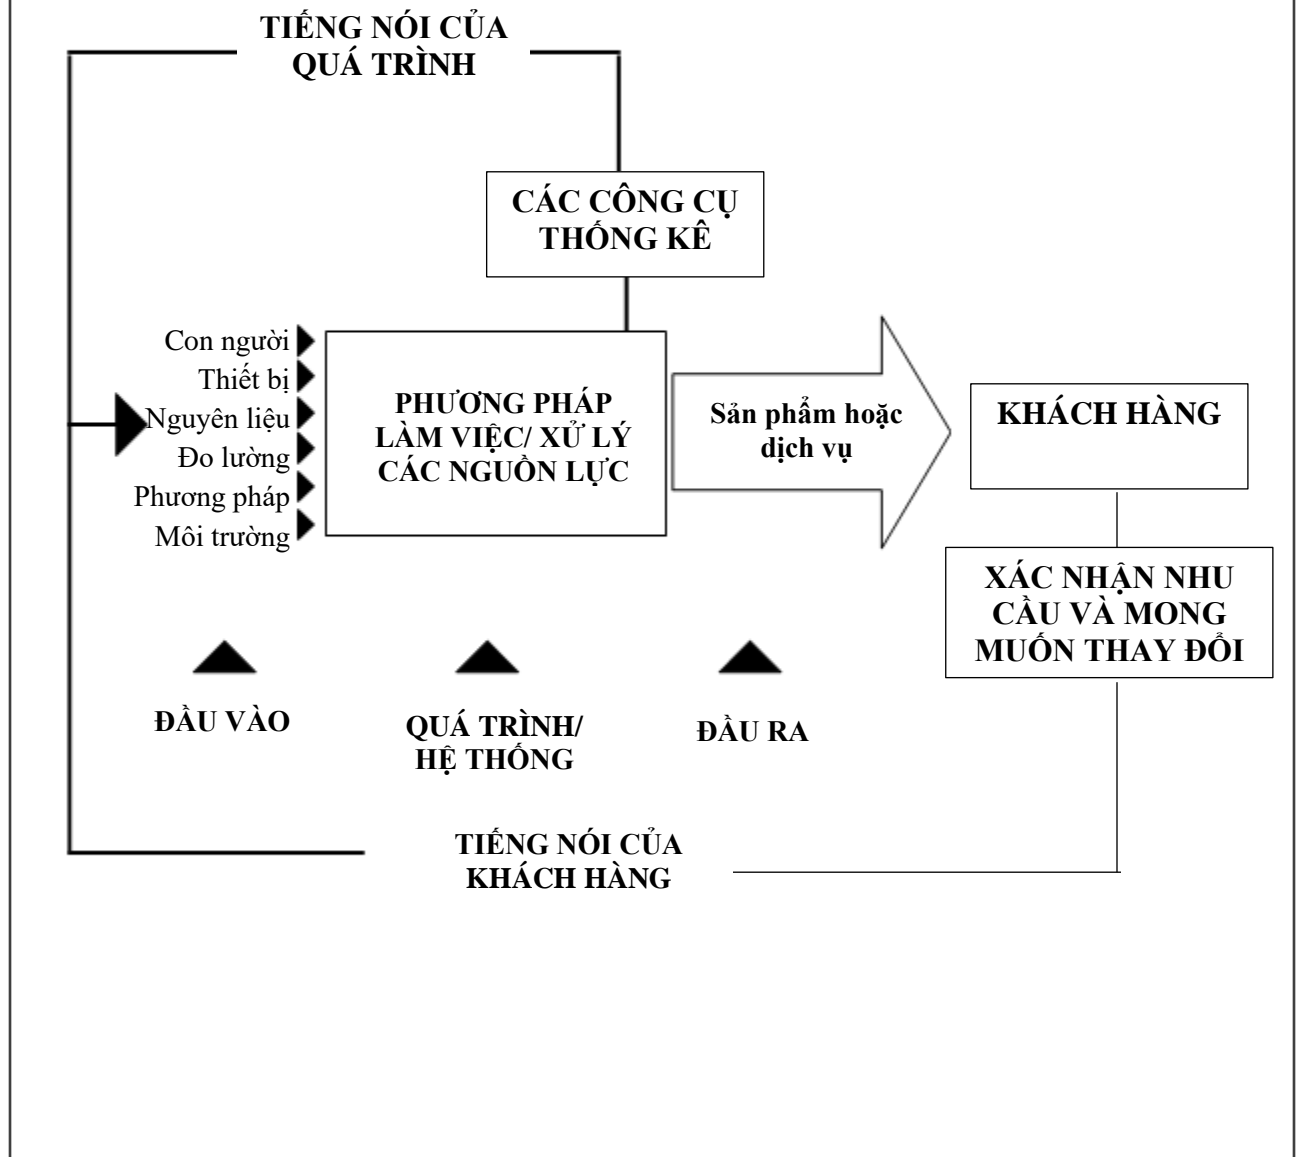 TIẾNG NÓI CỦA
QUÁ TRÌNH
CÁC CÔNG CỤ
THỐNG KÊ
Con người
Thiết bị
Nguyên liệu
Đo lường
Phương pháp
Môi trường
PHƯƠNG PHÁP
LÀM VIỆC/ XỬ LÝ
CÁC NGUỒN LỰC
Sản phẩm hoặc
dịch vụ
KHÁCH HÀNG
XÁC NHẬN NHU
CẦU VÀ MONG
MUỐN THAY ĐỔI
ĐẦU VÀO
QUÁ TRÌNH/
HỆ THỐNG
ĐẦU RA
TIẾNG NÓI CỦA
KHÁCH HÀNG